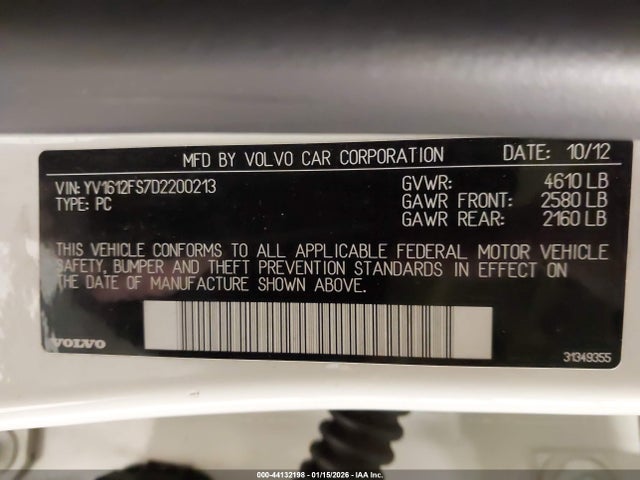 MFD BY VOLVO CAR CORPORATION DATE: 10/12
VIN: YV1612FS7D2200213 GVWR: 4610 LB
TYPE: PC GAWR FRONT: 2580 LB
GAWR REAR: 2160 LB
THIS VEHICLE CONFORMS TO ALL APPLICABLE FEDERAL MOTOR VEHICLE
SAFETY, BUMPER AND THEFT PREVENTION STANDARDS IN EFFECT ON
THE DATE OF MANUFACTURE SHOWN ABOVE.
VOLVO 31349355
000-44132198 - 01/15/2026 - IAA Inc.